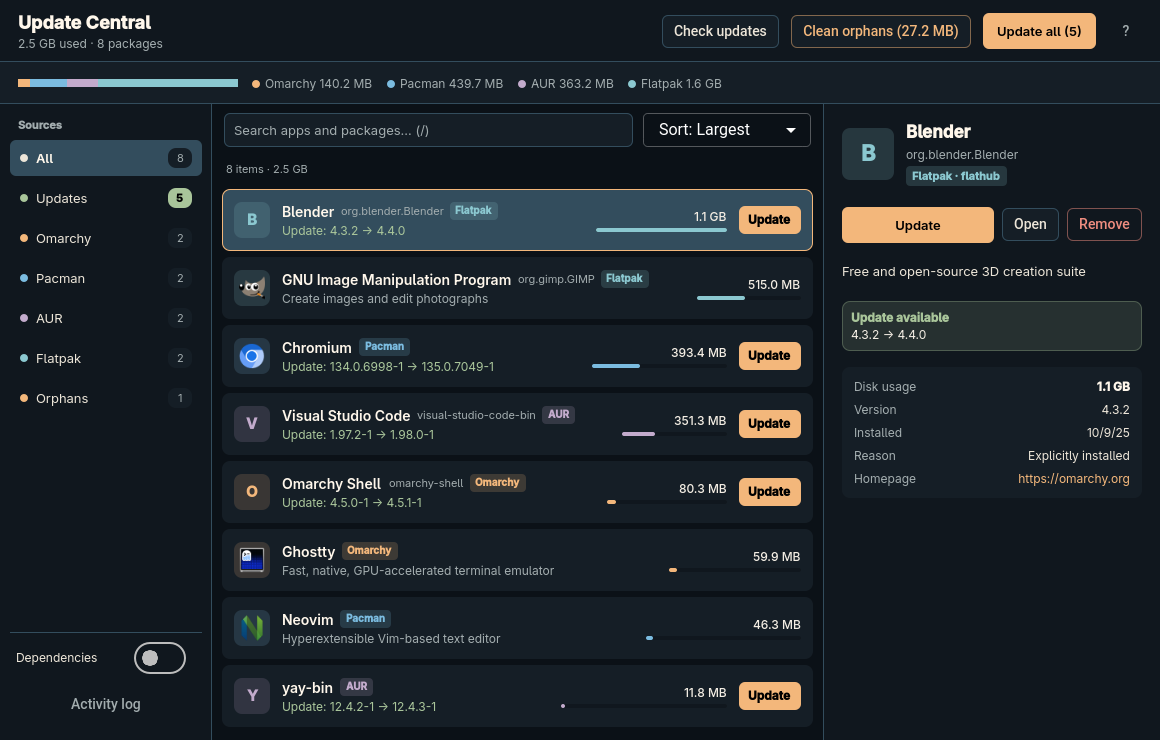 Update Central
2.5 GB used · 8 packages
Check updates
Clean orphans (27.2 MB)
Update all (5)
?
Omarchy 140.2 MB
Pacman 439.7 MB
AUR 363.2 MB
Flatpak 1.6 GB
Sources
All 8
Updates 5
Omarchy 2
Pacman 2
AUR 2
Flatpak 2
Orphans 1
Dependencies
Activity log
Search apps and packages... (/)
Sort: Largest
8 items · 2.5 GB
B
Blender org.blender.Blender Flatpak
Update: 4.3.2 → 4.4.0
1.1 GB
Update
GNU Image Manipulation Program org.gimp.GIMP Flatpak
Create images and edit photographs
515.0 MB
Chromium Pacman
Update: 134.0.6998-1 → 135.0.7049-1
393.4 MB
Update
V
Visual Studio Code visual-studio-code-bin AUR
Update: 1.97.2-1 → 1.98.0-1
351.3 MB
Update
O
Omarchy Shell omarchy-shell Omarchy
Update: 4.5.0-1 → 4.5.1-1
80.3 MB
Update
Ghostty Omarchy
Fast, native, GPU-accelerated terminal emulator
59.9 MB
Neovim Pacman
Hyperextensible Vim-based text editor
46.3 MB
Y
yay-bin AUR
Update: 12.4.2-1 → 12.4.3-1
11.8 MB
Update
B
Blender
org.blender.Blender
Flatpak · flathub
Update
Open
Remove
Free and open-source 3D creation suite
Update available
4.3.2 → 4.4.0
Disk usage 1.1 GB
Version 4.3.2
Installed 10/9/25
Reason Explicitly installed
Homepage https://omarchy.org